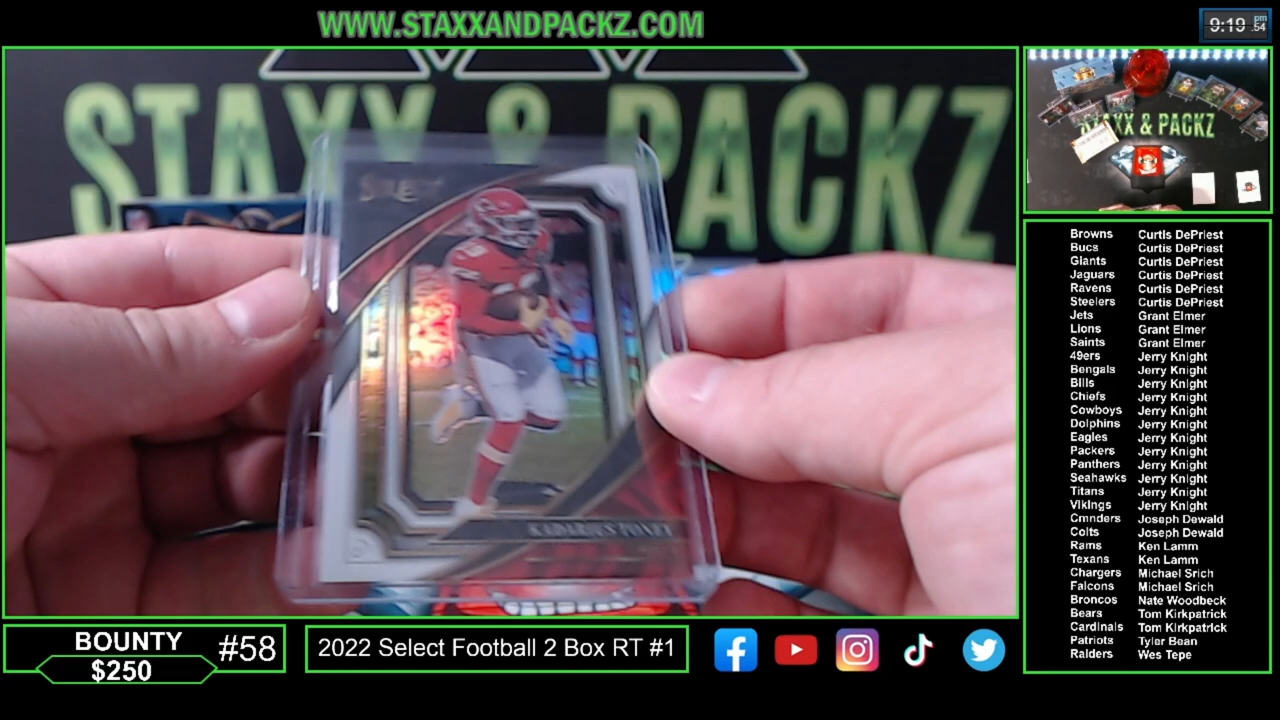 WWW.STAXXANDPACKZ.COM
9:19 pm .54
STAXX & PACKZ
SELECT
KADARIUS TONEY
STAXX & PACKZ
Browns Curtis DePriest
Bucs Curtis DePriest
Giants Curtis DePriest
Jaguars Curtis DePriest
Ravens Curtis DePriest
Steelers Curtis DePriest
Jets Grant Elmer
Lions Grant Elmer
Saints Grant Elmer
49ers Jerry Knight
Bengals Jerry Knight
Bills Jerry Knight
Chiefs Jerry Knight
Cowboys Jerry Knight
Dolphins Jerry Knight
Eagles Jerry Knight
Packers Jerry Knight
Panthers Jerry Knight
Seahawks Jerry Knight
Titans Jerry Knight
Vikings Jerry Knight
Cmnders Joseph Dewald
Colts Joseph Dewald
Rams Ken Lamm
Texans Ken Lamm
Chargers Michael Srich
Falcons Michael Srich
Broncos Nate Woodbeck
Bears Tom Kirkpatrick
Cardinals Tom Kirkpatrick
Patriots Tyler Bean
Raiders Wes Tepe
BOUNTY
$250
#58
2022 Select Football 2 Box RT #1